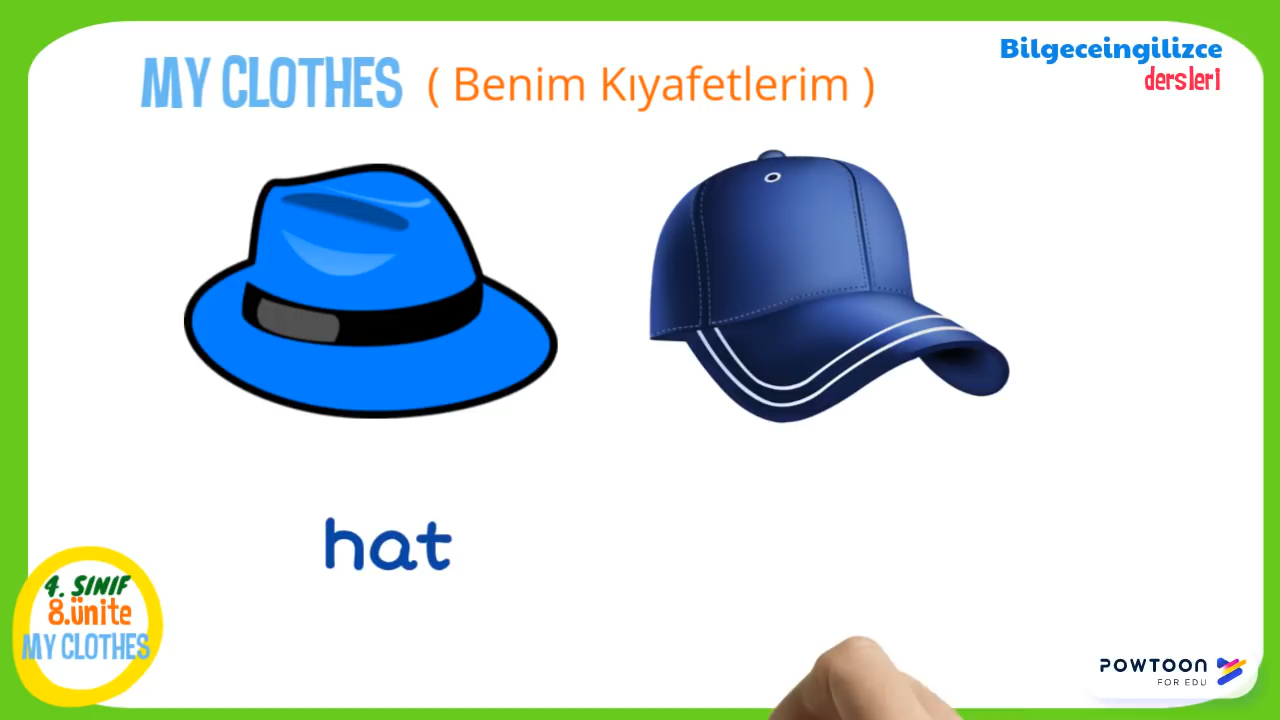 MY CLOTHES ( Benim Kıyafetlerim )
Bilgeceingilizce
dersleri
hat
4. SINIF
8.ünite
MY CLOTHES
POWTOON
FOR EDU